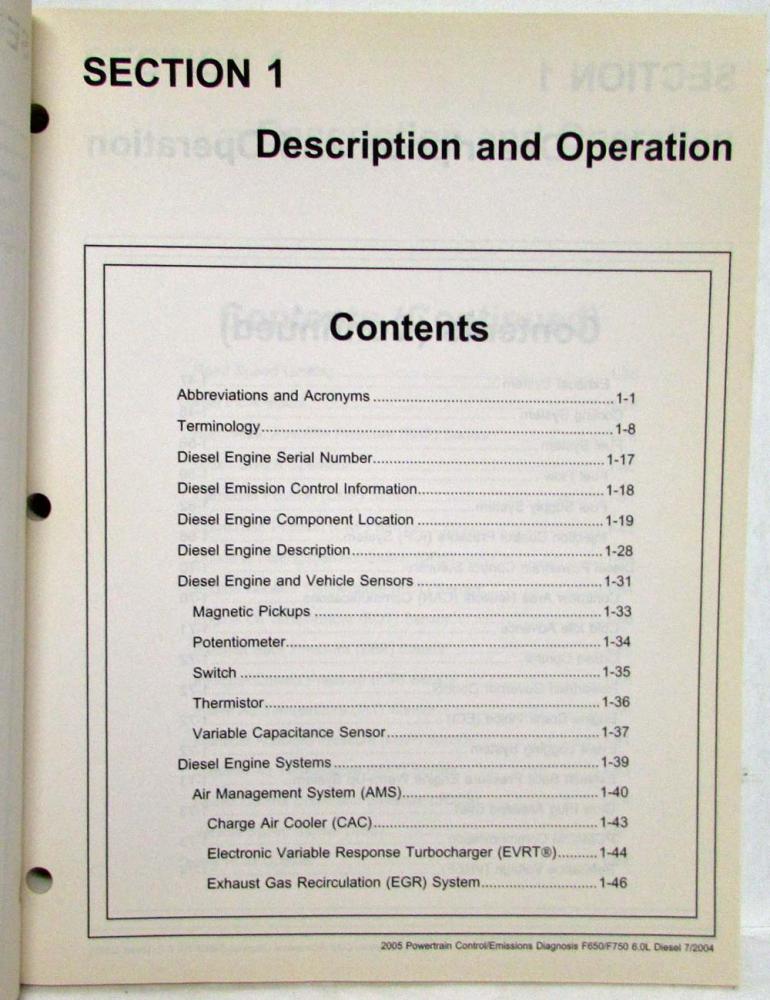 SECTION 1
Description and Operation
Contents
Abbreviations and Acronyms ..........1-1
Terminology..........1-8
Diesel Engine Serial Number..........1-17
Diesel Emission Control Information..........1-18
Diesel Engine Component Location ..........1-19
Diesel Engine Description..........1-28
Diesel Engine and Vehicle Sensors ..........1-31
Magnetic Pickups ..........1-33
Potentiometer..........1-34
Switch ..........1-35
Thermistor..........1-36
Variable Capacitance Sensor..........1-37
Diesel Engine Systems ..........1-39
Air Management System (AMS)..........1-40
Charge Air Cooler (CAC)..........1-43
Electronic Variable Response Turbocharger (EVRT®)..........1-44
Exhaust Gas Recirculation (EGR) System..........1-46
2005 Powertrain Control/Emissions Diagnosis F650/F750 6.0L Diesel 7/2004